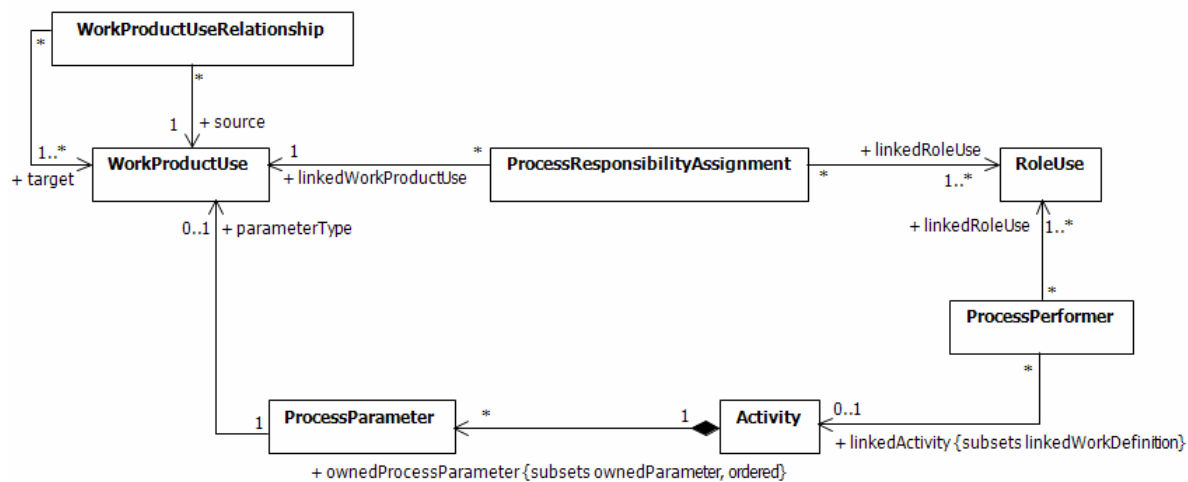 WorkProductUseRelationship
*
*
1 + source
1..*
+ target
WorkProductUse
1
+ linkedWorkProductUse
*
ProcessResponsibilityAssignment
+ linkedRoleUse
*
1..*
RoleUse
0..1 + parameterType
+ linkedRoleUse 1..*
*
ProcessPerformer
*
1
ProcessParameter
*
1
Activity
0..1
+ linkedActivity {subsets linkedWorkDefinition}
+ ownedProcessParameter {subsets ownedParameter, ordered}